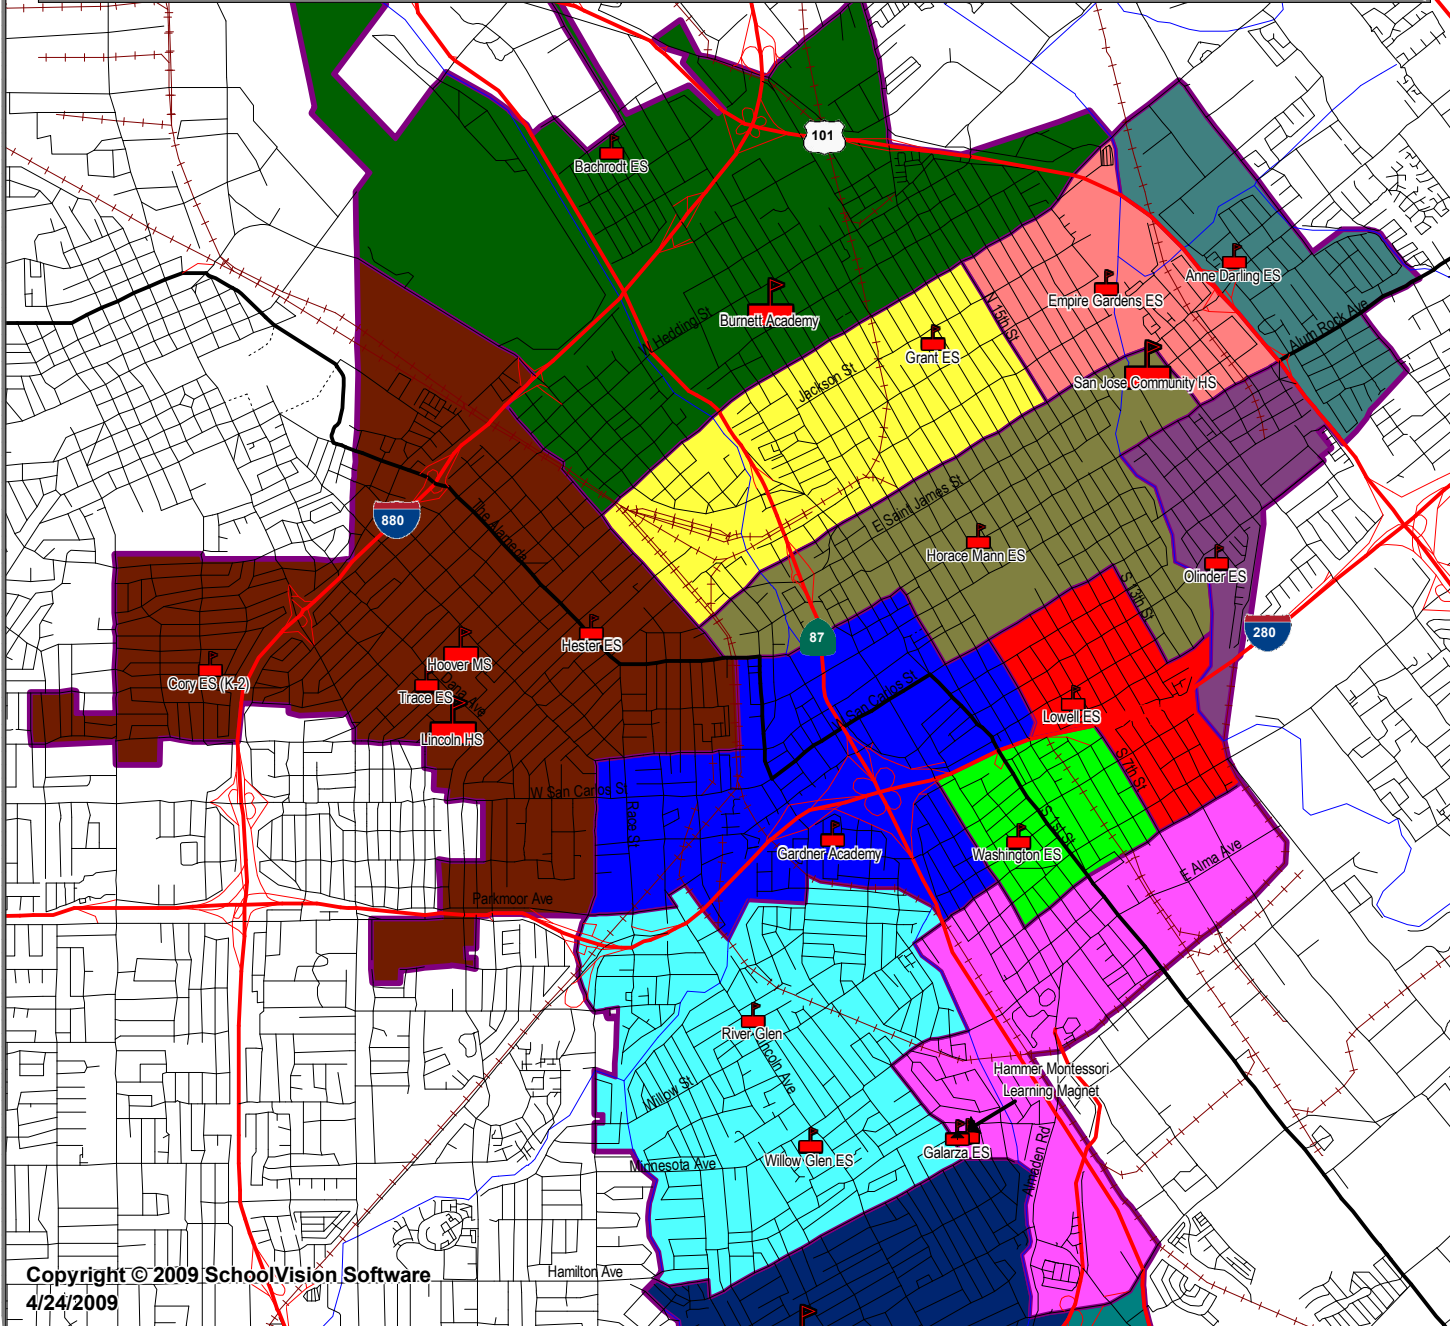 101
Bachrodt ES
Anne Darling ES
Empire Gardens ES
N 15th St
Burnett Academy
W Hedding St
Alum Rock Ave
Grant ES
Jackson St
San Jose Community HS
E Saint James St
880
The Alameda
Horace Mann ES
Olinder ES
S 13th St
87
280
Hester ES
Hoover MS
Cory ES (K-2)
Trace ES
Dana Ave
San Carlos St
Lowell ES
Lincoln HS
S 7th St
W San Carlos St
Race St
S 1st St
Gardner Academy
Washington ES
E Alma Ave
Parkmoor Ave
River Glen
Lincoln Ave
Hammer Montessori
Learning Magnet
Willow St
Galarza ES
Willow Glen ES
Minnesota Ave
Almaden Rd
Hamilton Ave
Copyright © 2009 SchoolVision Software
4/24/2009